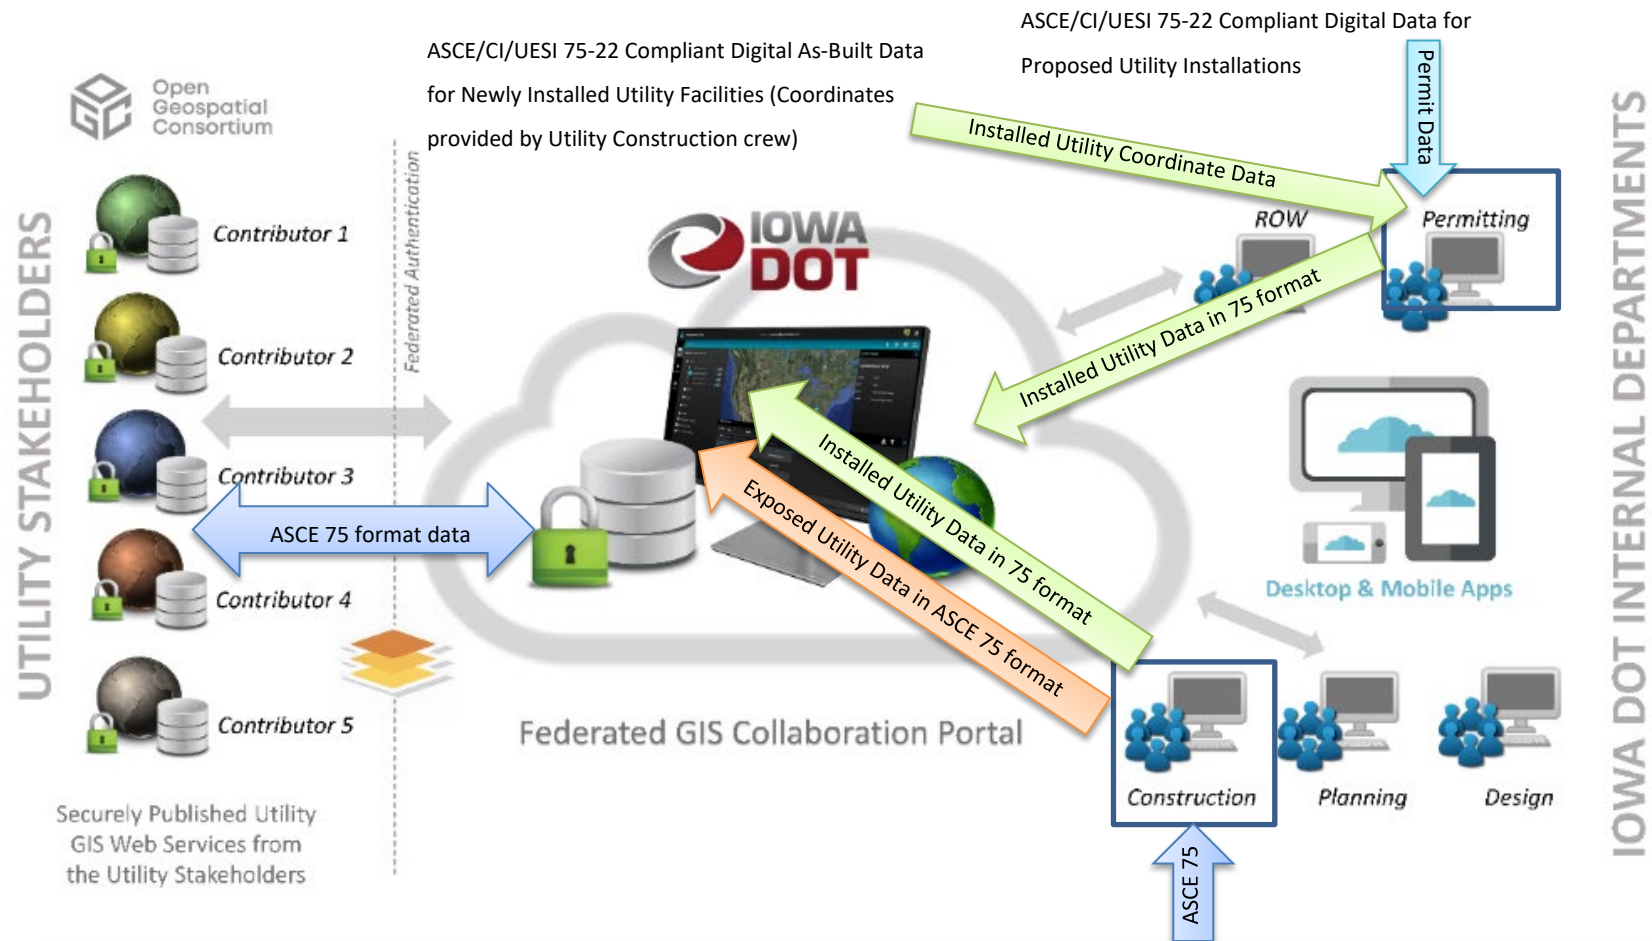 ASCE/CI/UESI 75-22 Compliant Digital Data for
Proposed Utility Installations
ASCE/CI/UESI 75-22 Compliant Digital As-Built Data
for Newly Installed Utility Facilities (Coordinates
provided by Utility Construction crew)
Permit Data
Installed Utility Coordinate Data
Open
Geospatial
Consortium
UTILITY STAKEHOLDERS
Federated Authentication
Contributor 1
Contributor 2
Contributor 3
Contributor 4
Contributor 5
ASCE 75 format data
Securely Published Utility
GIS Web Services from
the Utility Stakeholders
IOWA
DOT
ROW
Permitting
Installed Utility Data in 75 format
Installed Utility Data in 75 format
Exposed Utility Data in ASCE 75 format
Desktop & Mobile Apps
Federated GIS Collaboration Portal
Construction
Planning
Design
ASCE 75
IOWA DOT INTERNAL DEPARTMENTS